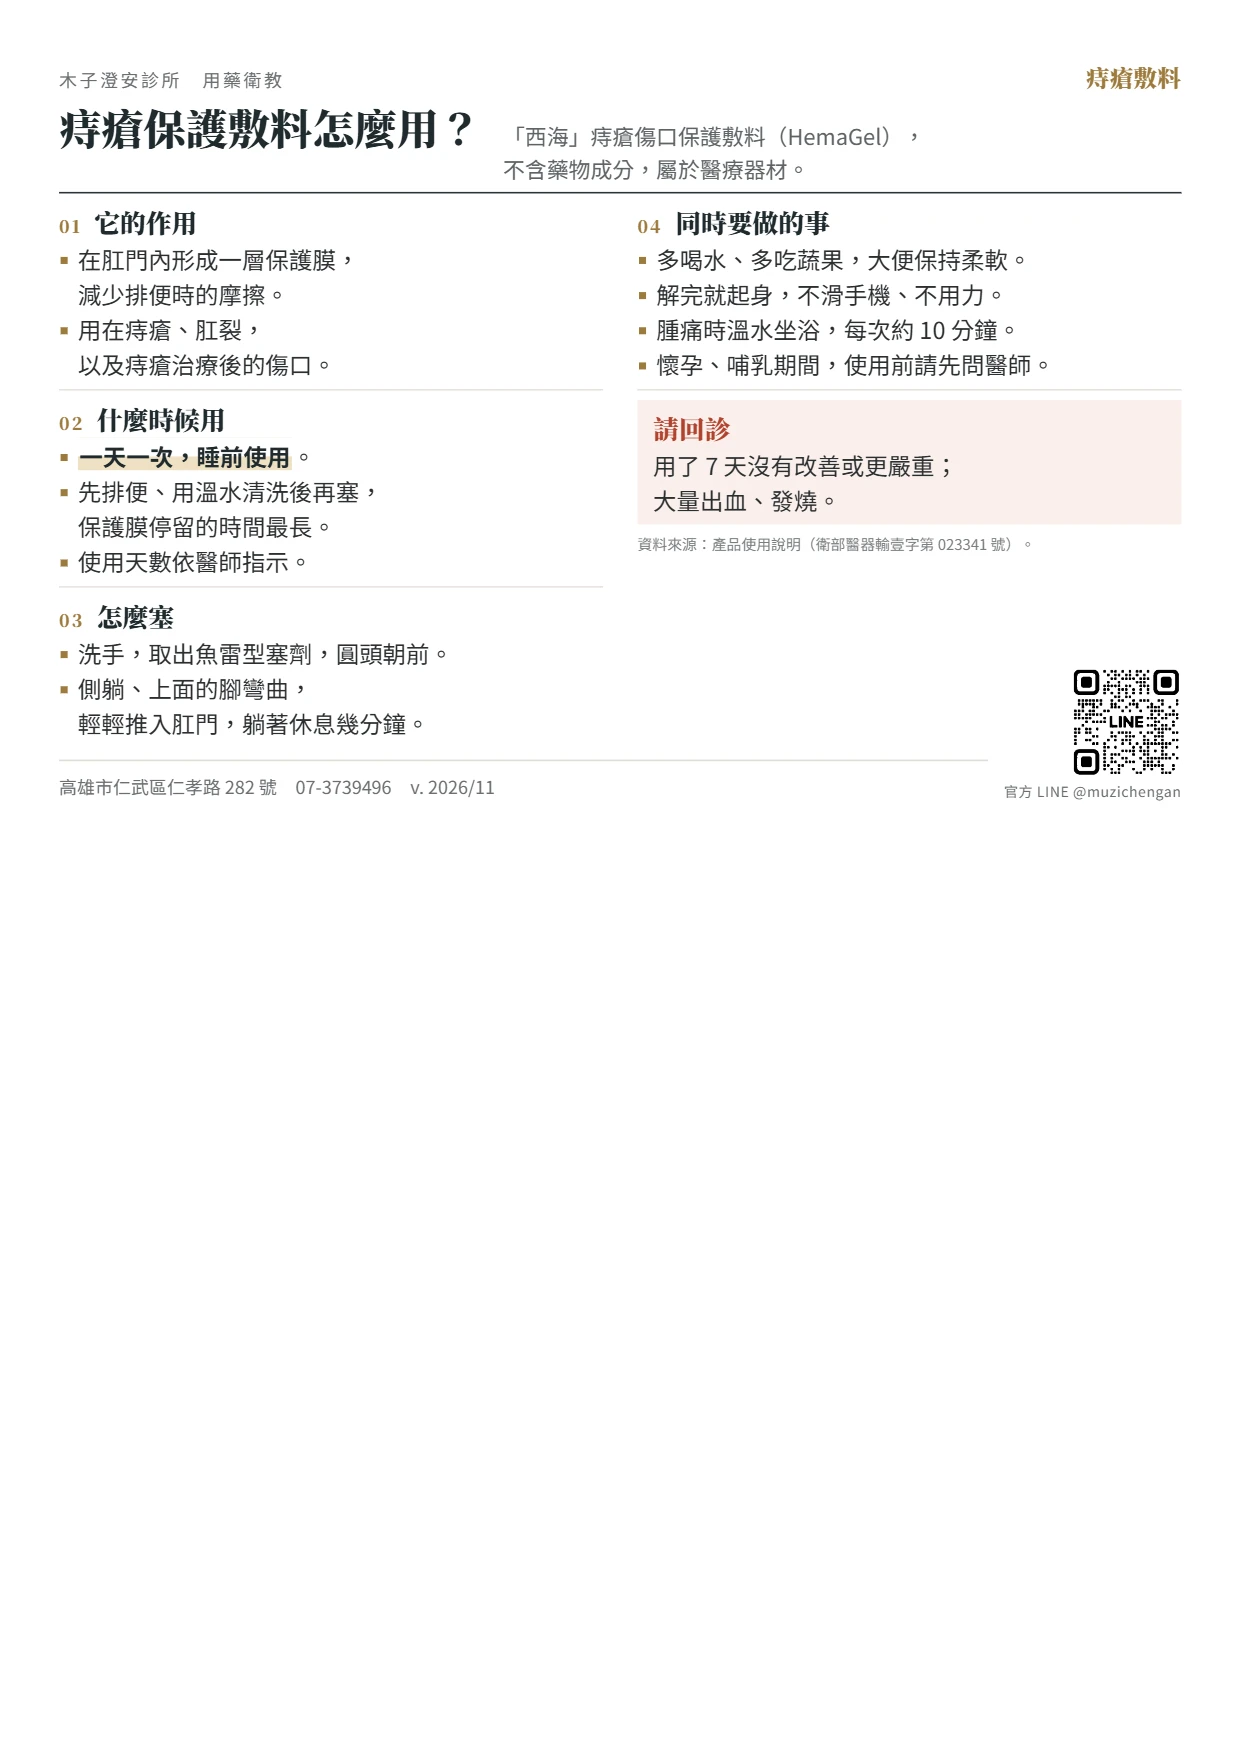 木子澄安診所　用藥衛教
痔瘡敷料
痔瘡保護敷料怎麼用？
「西海」痔瘡傷口保護敷料（HemaGel），
不含藥物成分，屬於醫療器材。
01 它的作用
在肛門內形成一層保護膜，
減少排便時的摩擦。
用在痔瘡、肛裂，
以及痔瘡治療後的傷口。
02 什麼時候用
一天一次，睡前使用。
先排便、用溫水清洗後再塞，
保護膜停留的時間最長。
使用天數依醫師指示。
03 怎麼塞
洗手，取出魚雷型塞劑，圓頭朝前。
側躺、上面的腳彎曲，
輕輕推入肛門，躺著休息幾分鐘。
04 同時要做的事
多喝水、多吃蔬果，大便保持柔軟。
解完就起身，不滑手機、不用力。
腫痛時溫水坐浴，每次約 10 分鐘。
懷孕、哺乳期間，使用前請先問醫師。
請回診
用了 7 天沒有改善或更嚴重；
大量出血、發燒。
資料來源：產品使用說明（衛部醫器輸壹字第 023341 號）。
LINE
高雄市仁武區仁孝路 282 號　07-3739496　v. 2026/11
官方 LINE @muzichengan